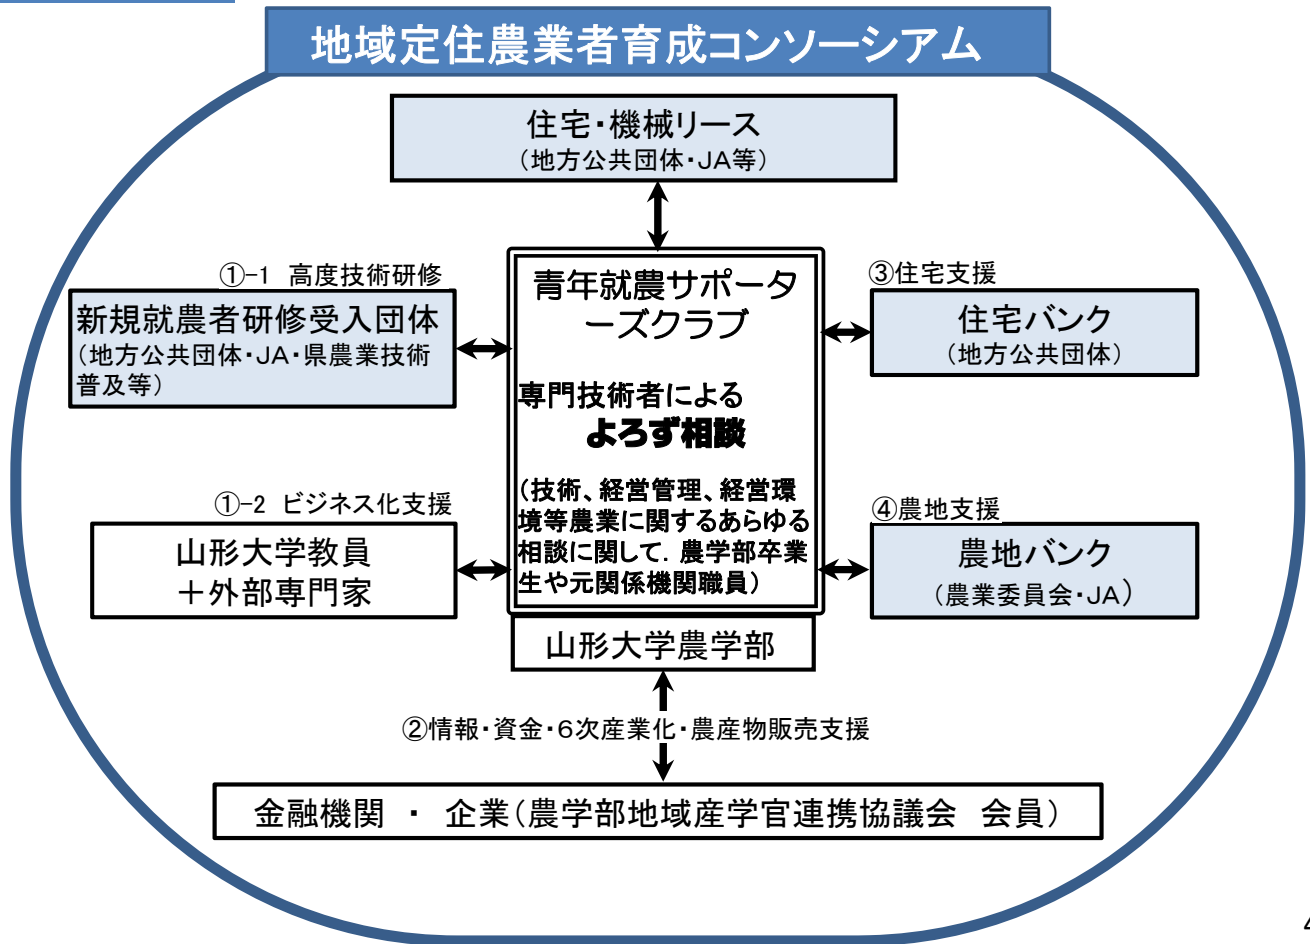 地域定住農業者育成コンソーシアム
住宅・機械リース
（地方公共団体・JA等）
①-1 高度技術研修
新規就農者研修受入団体
（地方公共団体・JA・県農業技術
普及等）
青年就農サポータ
ーズクラブ
専門技術者による
よろず相談
（技術、経営管理、経営環
境等農業に関するあらゆる
相談に関して．農学部卒業
生や元関係機関職員）
山形大学農学部
③住宅支援
住宅バンク
（地方公共団体）
①-2 ビジネス化支援
山形大学教員
＋外部専門家
④農地支援
農地バンク
（農業委員会・JA）
②情報・資金・６次産業化・農産物販売支援
金融機関 ・ 企業（農学部地域産学官連携協議会 会員）
4